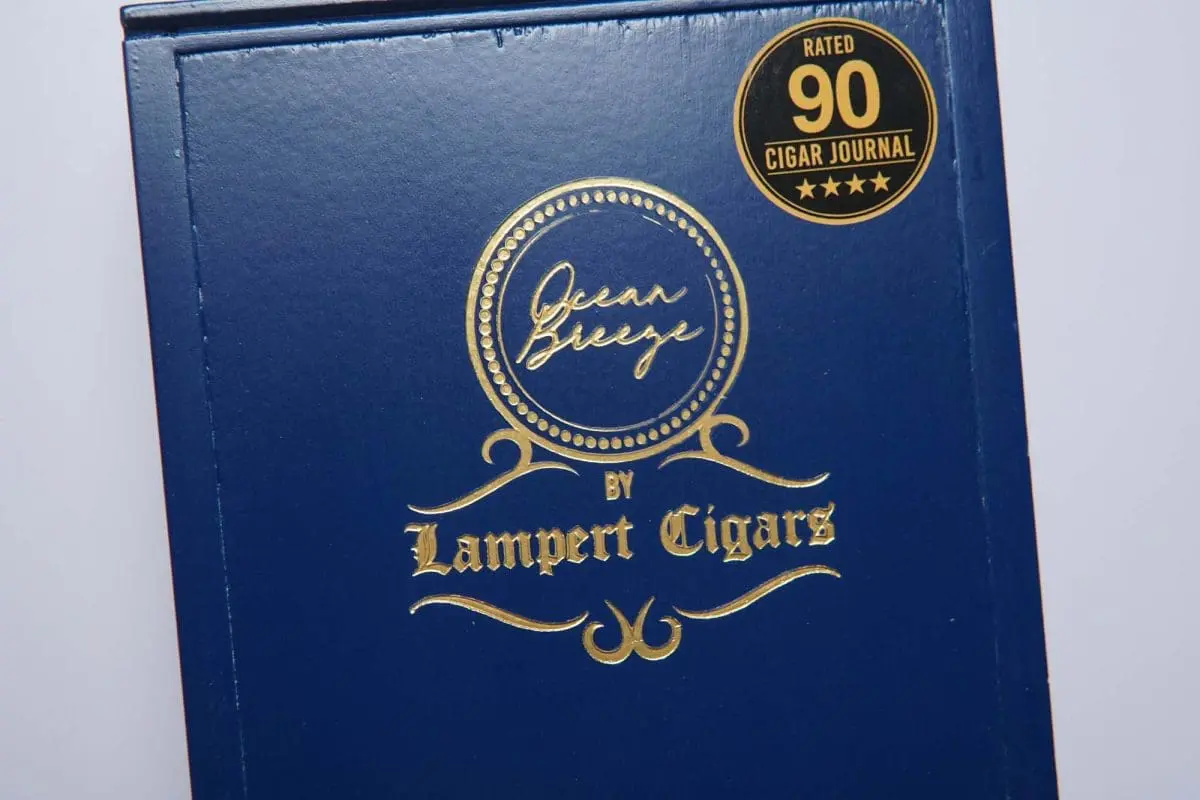 RATED
90
CIGAR JOURNAL
Ocean
Breeze
BY
Lampert Cigars